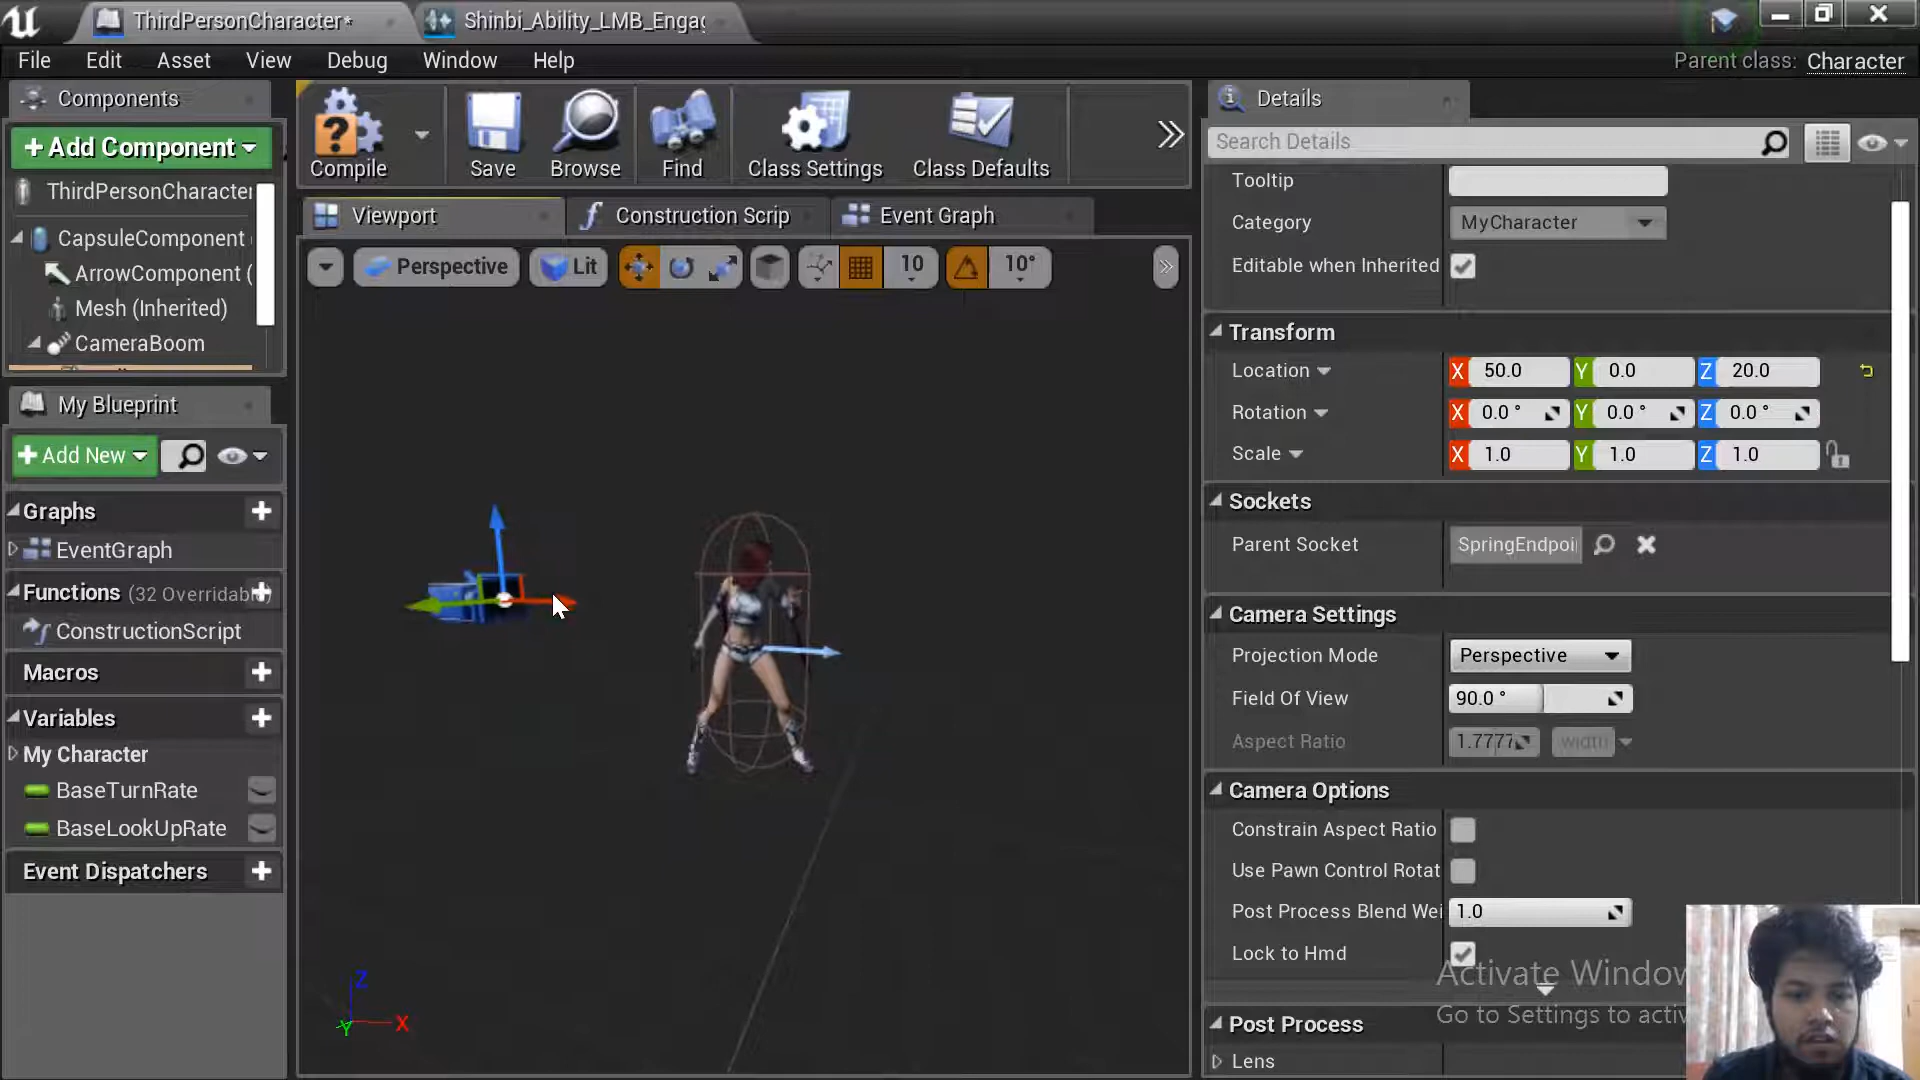 ThirdPersonCharacter*
Shinbi_Ability_LMB_Engag
File
Edit
Asset
View
Debug
Window
Help
Parent class: Character
Components
+ Add Component
ThirdPersonCharacter
CapsuleComponent (
ArrowComponent (
Mesh (Inherited)
CameraBoom
Compile
Save
Browse
Find
Class Settings
Class Defaults
Viewport
Construction Scrip
Event Graph
Perspective
Lit
10
10°
My Blueprint
+ Add New
Graphs
EventGraph
Functions (32 Overridabl
ConstructionScript
Macros
Variables
My Character
BaseTurnRate
BaseLookUpRate
Event Dispatchers
Z
Y
X
Details
Search Details
Tooltip
Category MyCharacter
Editable when Inherited
Transform
Location X 50.0 Y 0.0 Z 20.0
Rotation X 0.0 ° Y 0.0 ° Z 0.0 °
Scale X 1.0 Y 1.0 Z 1.0
Sockets
Parent Socket SpringEndpoi
Camera Settings
Projection Mode Perspective
Field Of View 90.0 °
Aspect Ratio 1.7777 width
Camera Options
Constrain Aspect Ratio
Use Pawn Control Rotat
Post Process Blend Wei 1.0
Lock to Hmd
Activate Window
Go to Settings to activ
Post Process
Lens